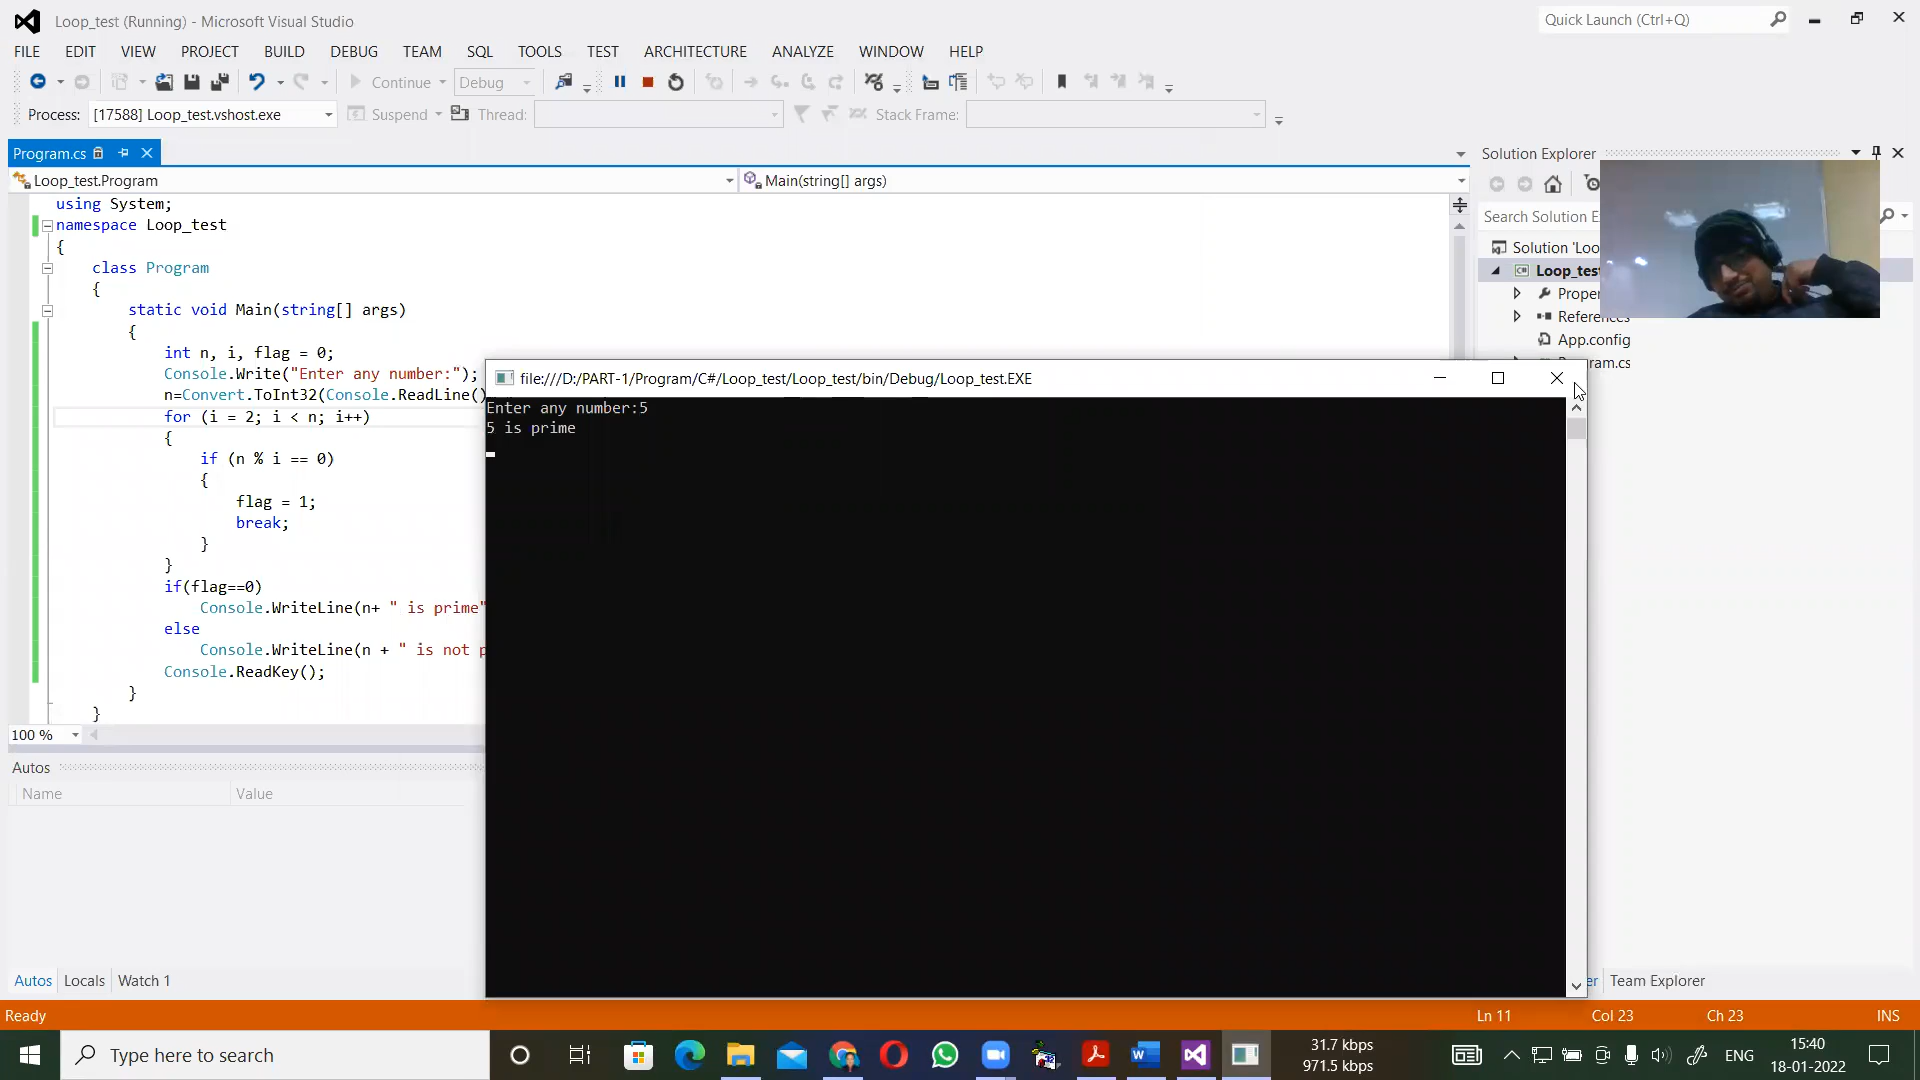 Loop_test (Running) - Microsoft Visual Studio
Quick Launch (Ctrl+Q)
FILE EDIT VIEW PROJECT BUILD DEBUG TEAM SQL TOOLS TEST ARCHITECTURE ANALYZE WINDOW HELP
Continue Debug
Process: [17588] Loop_test.vshost.exe Suspend Thread: Stack Frame:
Program.cs
Solution Explorer
Loop_test.Program Main(string[] args)
Search Solution E
using System;
namespace Loop_test
{
class Program
{
static void Main(string[] args)
{
int n, i, flag = 0;
Console.Write("Enter any number:");
n=Convert.ToInt32(Console.ReadLine()
for (i = 2; i < n; i++)
{
if (n % i == 0)
{
flag = 1;
break;
}
}
if(flag==0)
Console.WriteLine(n+ " is prime"
else
Console.WriteLine(n + " is not p
Console.ReadKey();
}
}
100 %
Solution 'Loo
Loop_test
Proper
References
App.config
Program.cs
file:///D:/PART-1/Program/C#/Loop_test/Loop_test/bin/Debug/Loop_test.EXE
Enter any number:5
5 is prime
Autos
Name Value
Autos Locals Watch 1
er Team Explorer
Ready Ln 11 Col 23 Ch 23 INS
Type here to search
31.7 kbps
971.5 kbps
ENG
15:40
18-01-2022